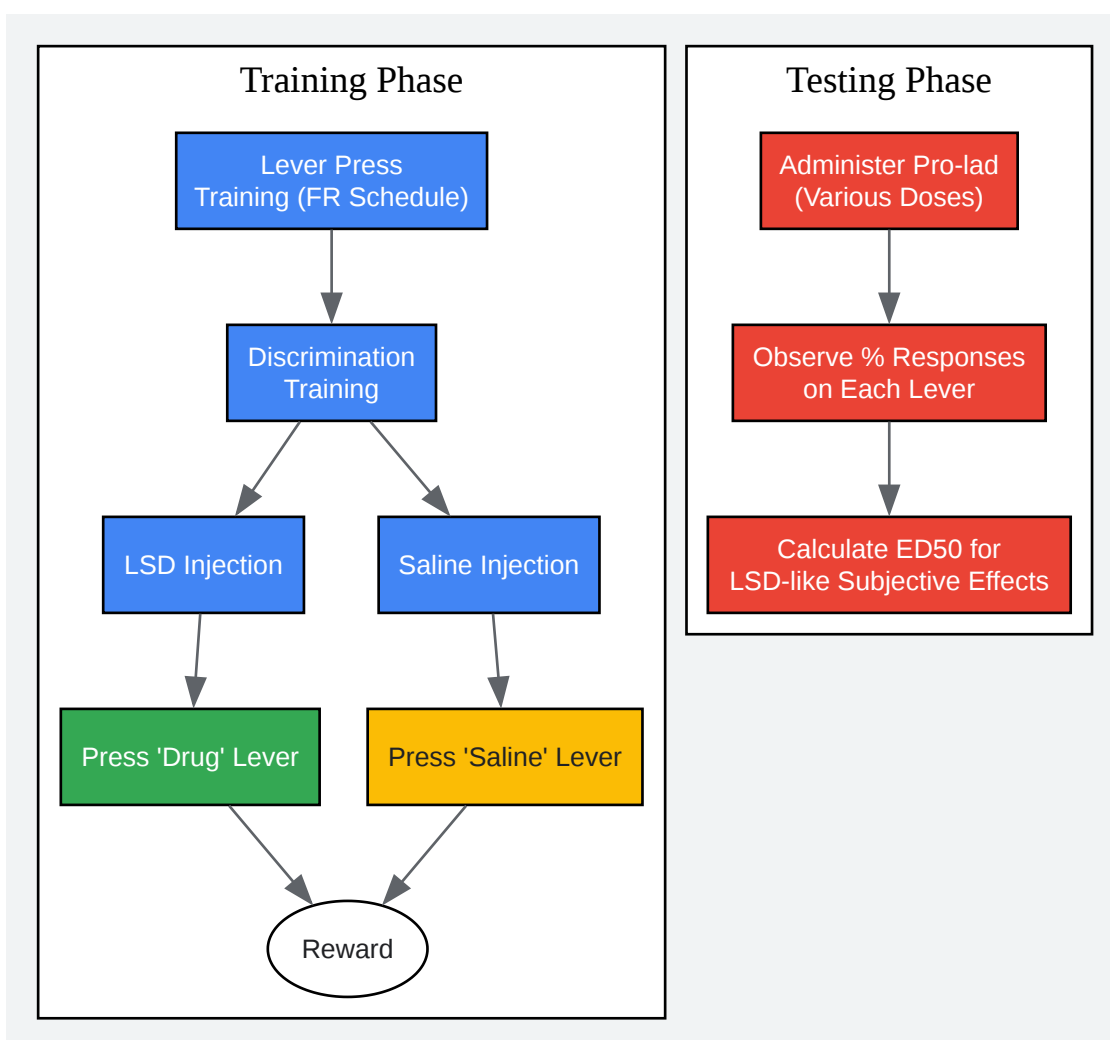 Training Phase
Lever Press
Training (FR Schedule)
Discrimination
Training
LSD Injection
Saline Injection
Press 'Drug' Lever
Press 'Saline' Lever
Reward
Testing Phase
Administer Pro-lad
(Various Doses)
Observe % Responses
on Each Lever
Calculate ED50 for
LSD-like Subjective Effects